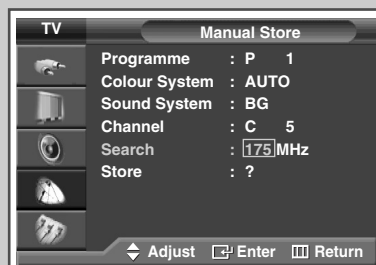 TV
Manual Store
Programme : P 1
Colour System : AUTO
Sound System : BG
Channel : C 5
Search : 175 MHz
Store : ?
Adjust Enter Return